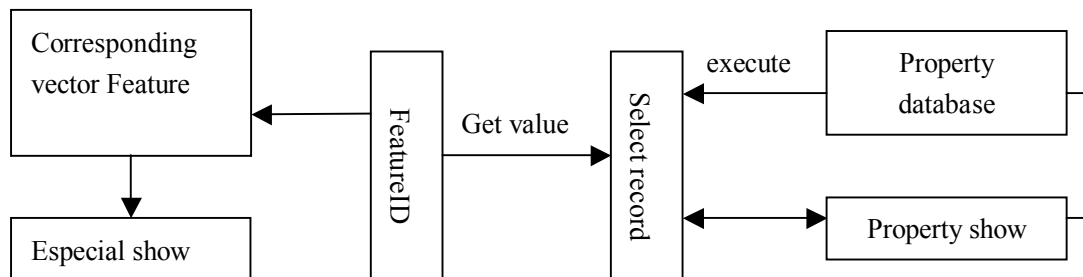 Corresponding
vector Feature
Especial show
FeatureID
Get value
Select record
execute
Property
database
Property show